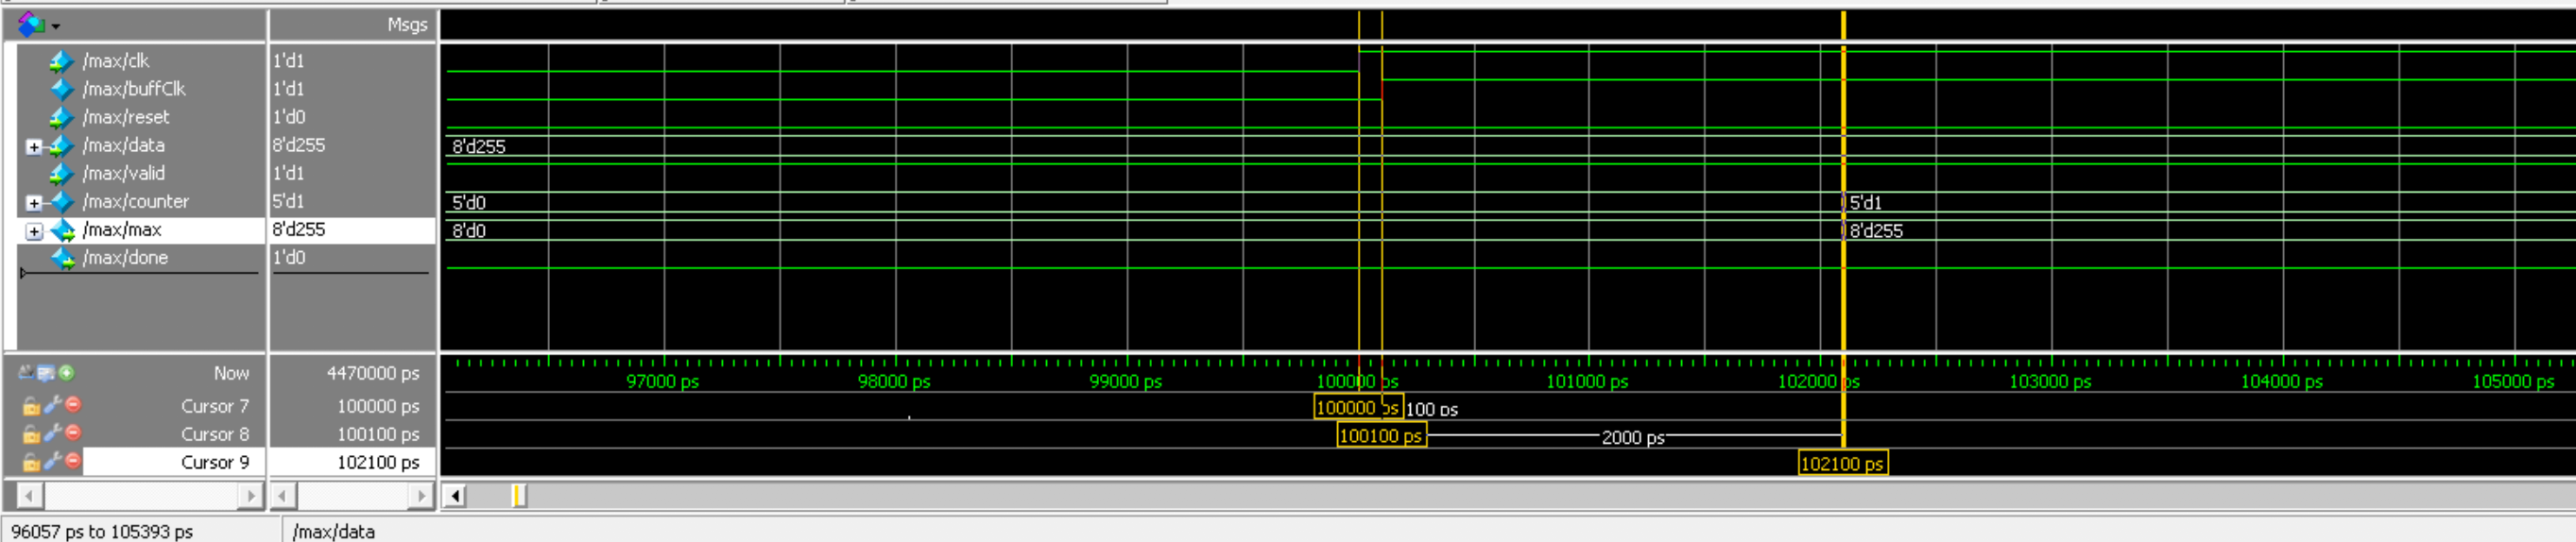 Msgs
/max/clk 1'd1
/max/buffClk 1'd1
/max/reset 1'd0
/max/data 8'd255 8'd255
/max/valid 1'd1
/max/counter 5'd1 5'd0 5'd1
/max/max 8'd255 8'd0 8'd255
/max/done 1'd0
Now 4470000 ps 97000 ps 98000 ps 99000 ps 100000 ps 101000 ps 102000 ps 103000 ps 104000 ps 105000 ps
Cursor 7 100000 ps 100000 ps 100 ps
Cursor 8 100100 ps 100100 ps 2000 ps
Cursor 9 102100 ps 102100 ps
96057 ps to 105393 ps /max/data